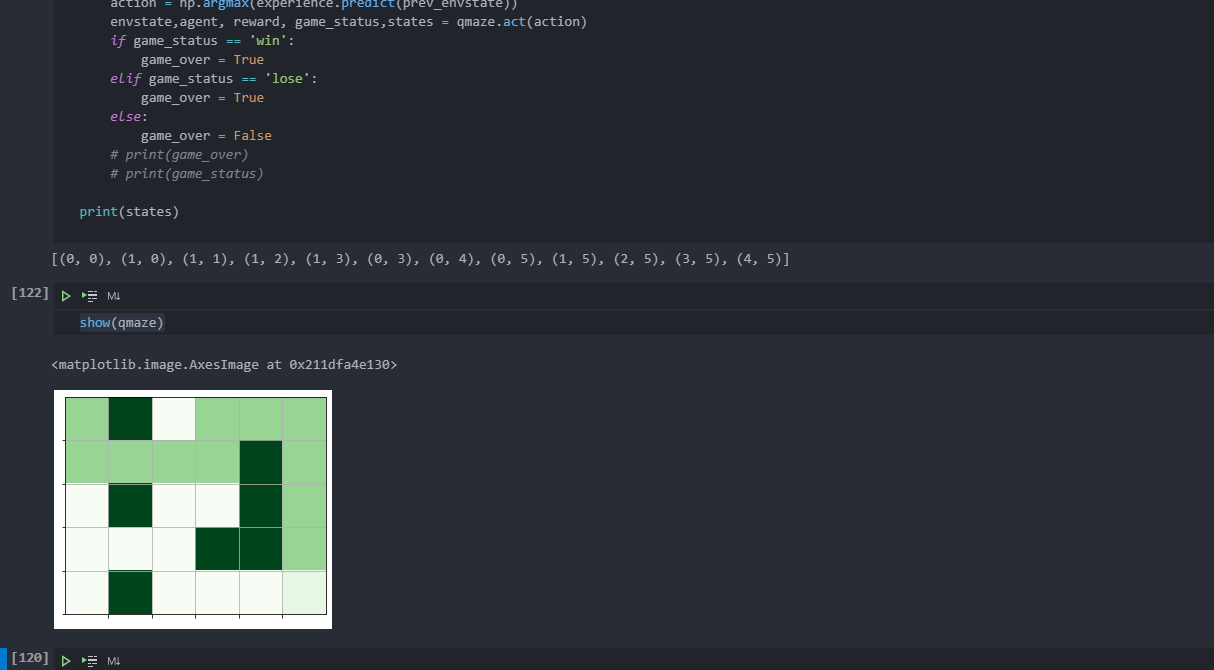 action = np.argmax(experience.predict(prev_envstate))
envstate,agent, reward, game_status,states = qmaze.act(action)
if game_status == 'win':
game_over = True
elif game_status == 'lose':
game_over = True
else:
game_over = False
# print(game_over)
# print(game_status)
print(states)
[(0, 0), (1, 0), (1, 1), (1, 2), (1, 3), (0, 3), (0, 4), (0, 5), (1, 5), (2, 5), (3, 5), (4, 5)]
[122]
M↓
show(qmaze)
<matplotlib.image.AxesImage at 0x211dfa4e130>
[120]
M↓